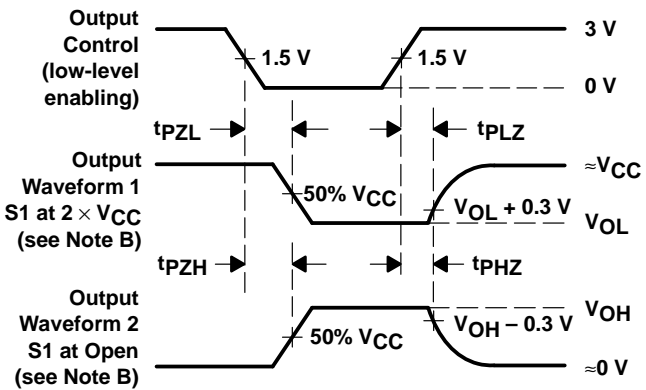 Output
Control
(low-level
enabling)
1.5 V
1.5 V
3 V
0 V
tPZL
tPLZ
Output
Waveform 1
S1 at 2 × VCC
(see Note B)
50% VCC
≈VCC
VOL + 0.3 V
VOL
tPZH
tPHZ
Output
Waveform 2
S1 at Open
(see Note B)
50% VCC
VOH
VOH − 0.3 V
≈0 V